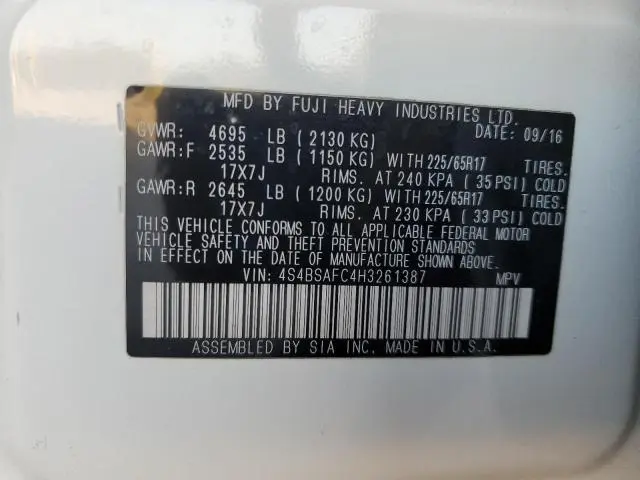 MFD BY FUJI HEAVY INDUSTRIES LTD.
GVWR: 4695 LB ( 2130 KG) DATE: 09/16
GAWR:F 2535 LB ( 1150 KG) WITH 225/65R17 TIRES.
17X7J RIMS. AT 240 KPA ( 35 PSI) COLD
GAWR:R 2645 LB ( 1200 KG) WITH 225/65R17 TIRES.
17X7J RIMS. AT 230 KPA ( 33 PSI) COLD
THIS VEHICLE CONFORMS TO ALL APPLICABLE FEDERAL MOTOR
VEHICLE SAFETY AND THEFT PREVENTION STANDARDS
IN EFFECT ON THE DATE OF MANUFACTURE SHOWN ABOVE.
VIN: 4S4BSAFC4H3261387 MPV
ASSEMBLED BY SIA INC. MADE IN U.S.A.